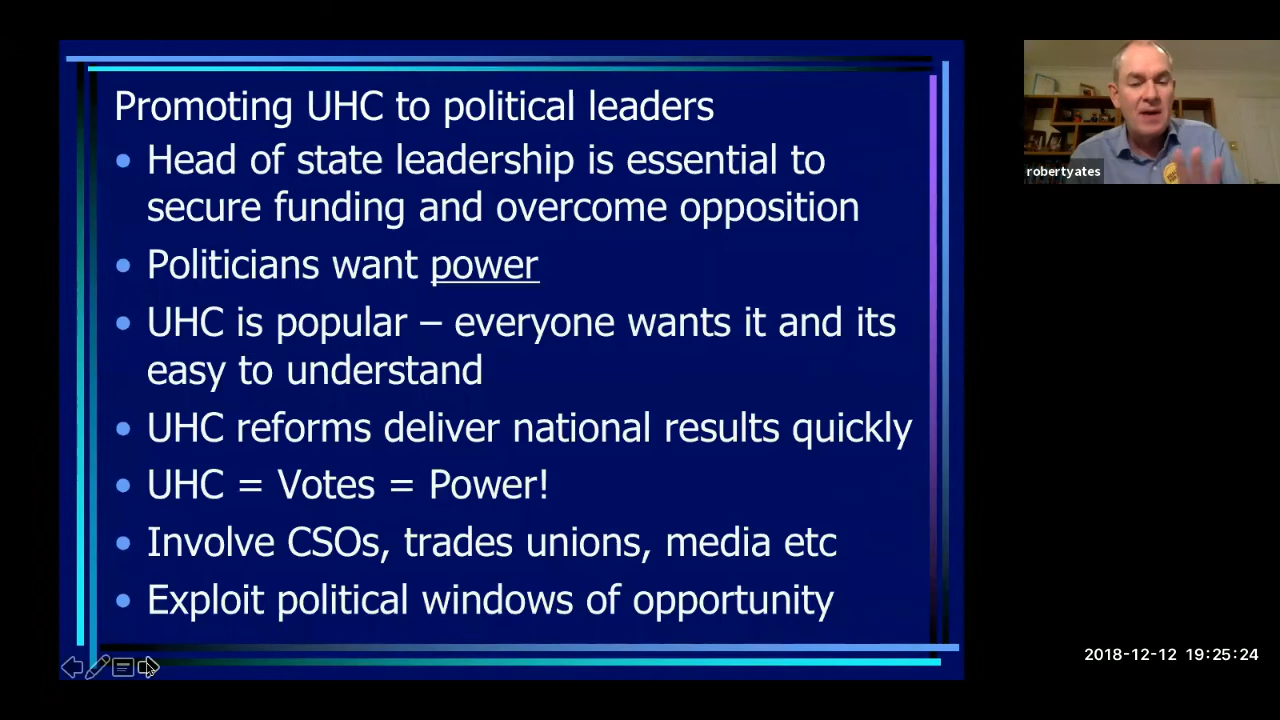 Promoting UHC to political leaders
• Head of state leadership is essential to
secure funding and overcome opposition
• Politicians want power
• UHC is popular – everyone wants it and its
easy to understand
• UHC reforms deliver national results quickly
• UHC = Votes = Power!
• Involve CSOs, trades unions, media etc
• Exploit political windows of opportunity
robertyates
2018-12-12 19:25:24